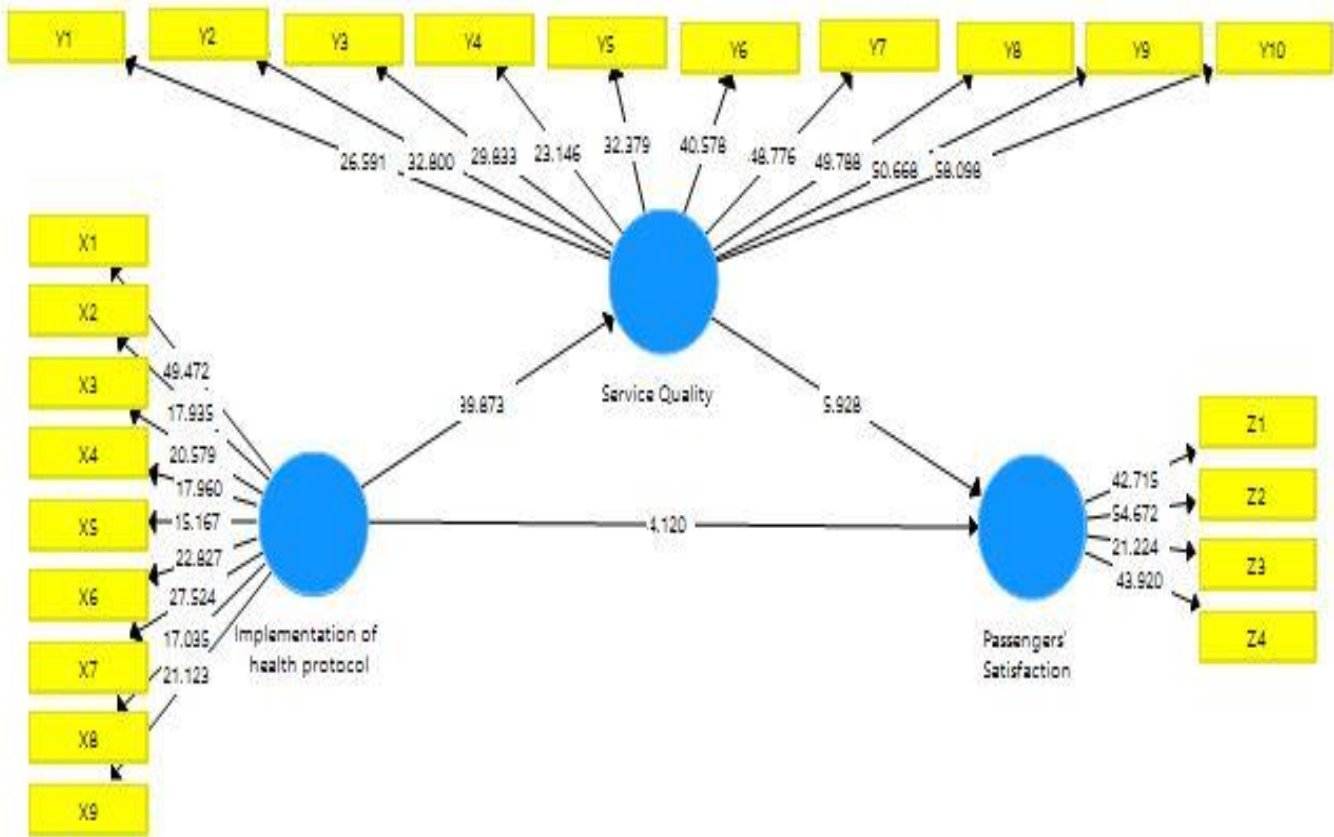 Y1
Y2
Y3
Y4
Y5
Y6
Y7
Y8
Y9
Y10
26.591
32.800
29.833
23.146
32.379
40.578
48.776
49.788
50.668
58.098
X1
X2
X3
X4
X5
X6
X7
X8
X9
49.472
17.935
20.579
17.960
15.167
22.827
27.524
17.035
21.123
Implementation of
health protocol
39.873
Service Quality
5.928
4.120
Passengers'
Satisfaction
42.715
54.672
21.224
43.920
Z1
Z2
Z3
Z4